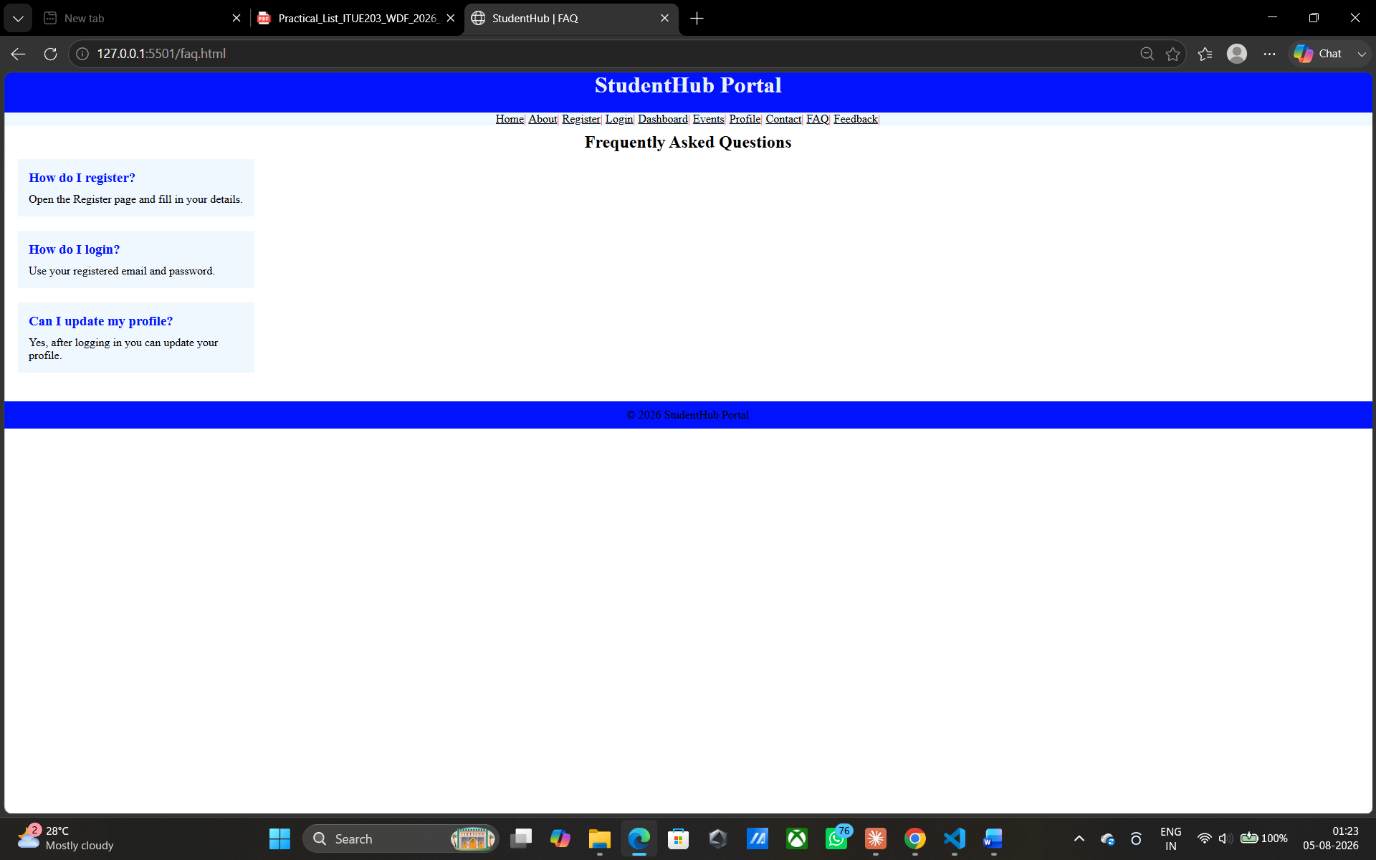 New tab
Practical_List_ITUE203_WDF_2026_
StudentHub | FAQ
127.0.0.1:5501/faq.html
Chat
StudentHub Portal
Home| About| Register| Login| Dashboard| Events| Profile| Contact| FAQ| Feedback|
Frequently Asked Questions
How do I register?
Open the Register page and fill in your details.
How do I login?
Use your registered email and password.
Can I update my profile?
Yes, after logging in you can update your
profile.
© 2026 StudentHub Portal
2
28°C
Mostly cloudy
Search
76
ENG
IN
100%
01:23
05-08-2026